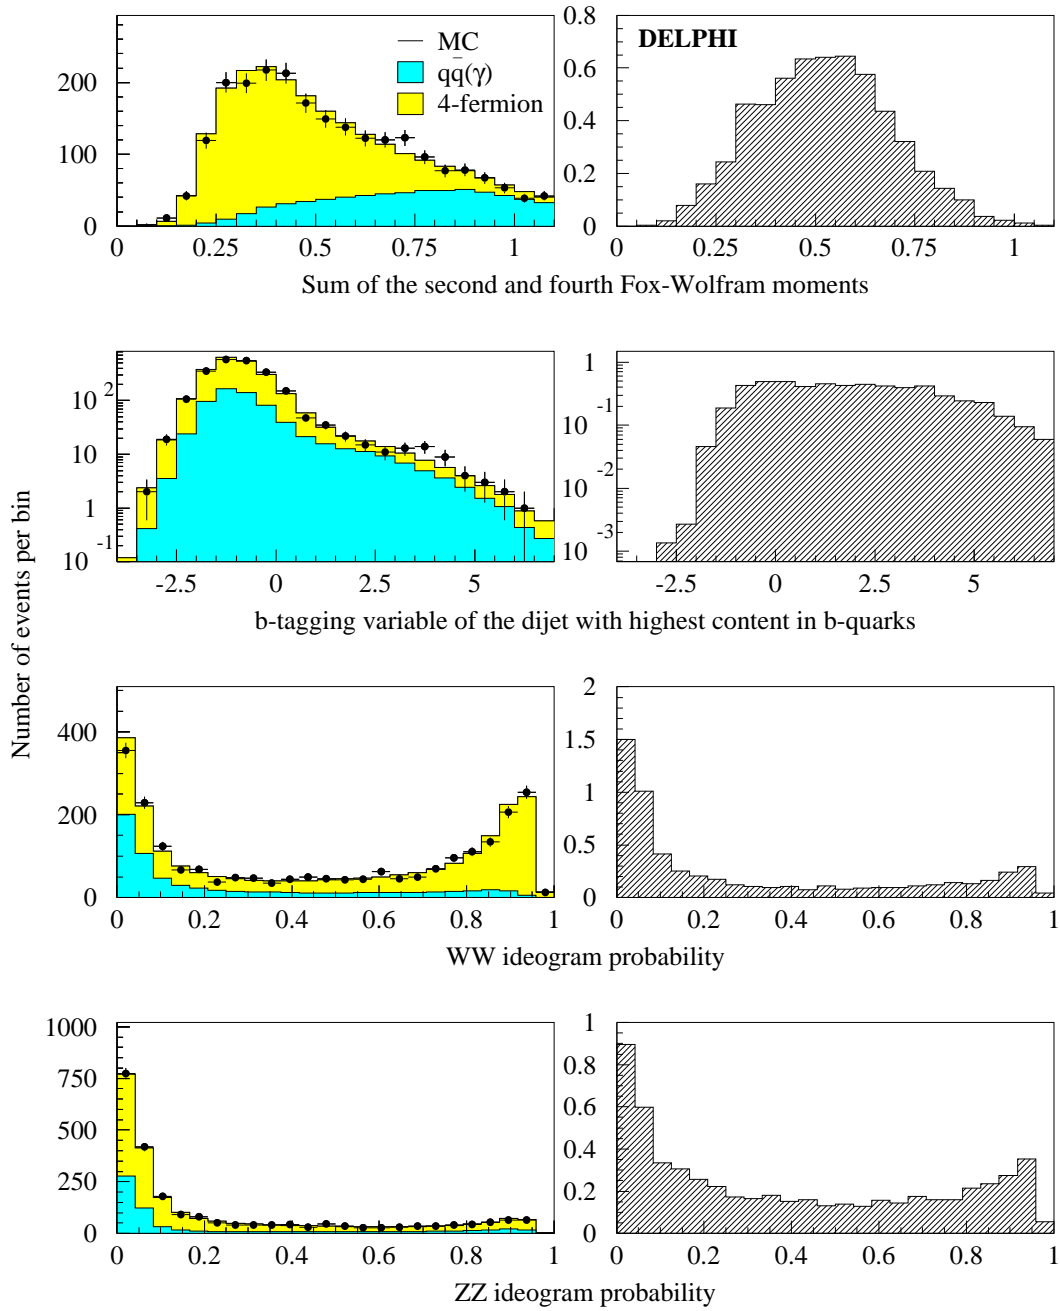 MC
qq̄(γ)
4-fermion
200
100
0
0 0.25 0.5 0.75 1
DELPHI
0.8
0.6
0.4
0.2
0
0 0.25 0.5 0.75 1
Sum of the second and fourth Fox-Wolfram moments
Number of events per bin
10 2
10
1
10 -1
-2.5 0 2.5 5
1
10 -1
10 -2
10 -3
-2.5 0 2.5 5
b-tagging variable of the dijet with highest content in b-quarks
400
200
0
0 0.2 0.4 0.6 0.8 1
2
1.5
1
0.5
0
0 0.2 0.4 0.6 0.8 1
WW ideogram probability
1000
750
500
250
0
0 0.2 0.4 0.6 0.8 1
1
0.8
0.6
0.4
0.2
0
0 0.2 0.4 0.6 0.8 1
ZZ ideogram probability